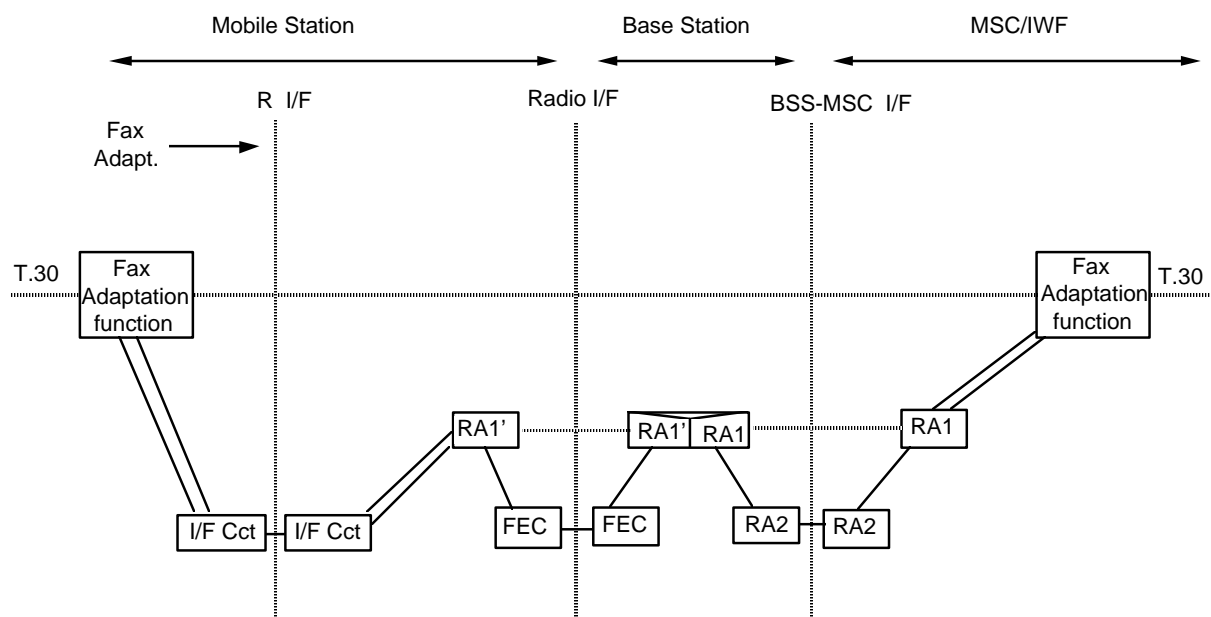 Mobile Station
Base Station
MSC/IWF
R I/F
Radio I/F
BSS-MSC I/F
Fax
Adapt.
T.30
Fax
Adaptation
function
Fax
Adaptation
function
T.30
RA1’
RA1’
RA1
RA1
I/F Cct
I/F Cct
FEC
FEC
RA2
RA2